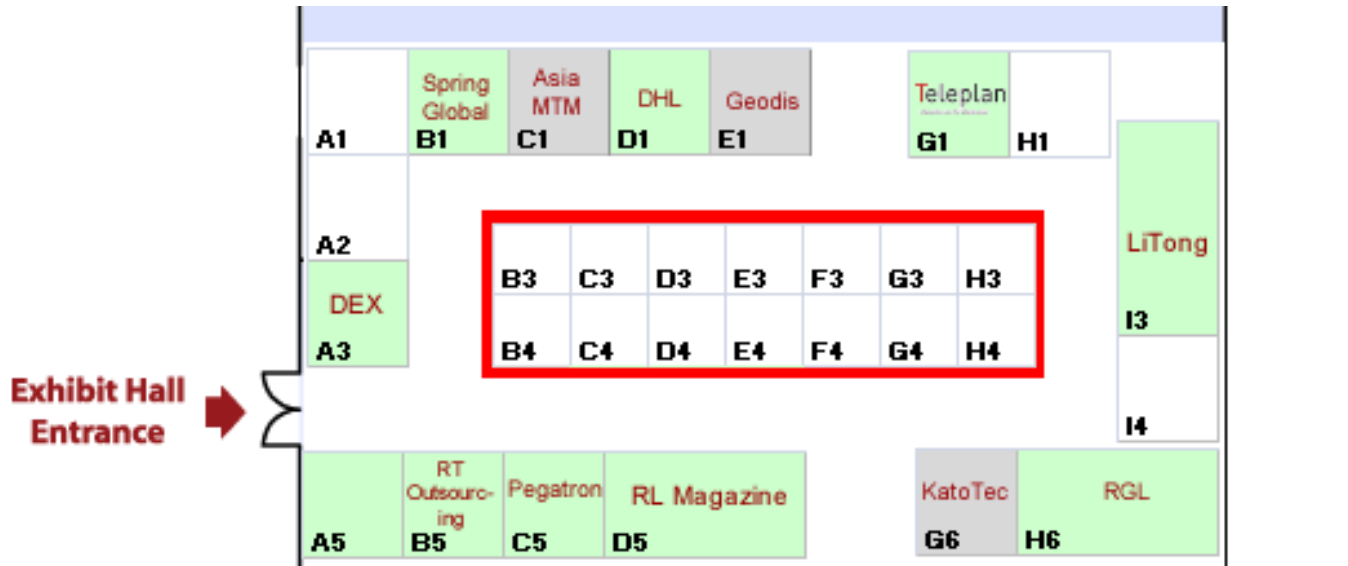 Spring
Global
B1
Asia
MTM
C1
DHL
D1
Geodis
E1
Teleplan
G1
H1
A1
A2
DEX
A3
B3 C3 D3 E3 F3 G3 H3
B4 C4 D4 E4 F4 G4 H4
LiTong
I3
I4
Exhibit Hall
Entrance
A5
RT
Outsourc-
ing
B5
Pegatron
C5
RL Magazine
D5
KatoTec
G6
RGL
H6